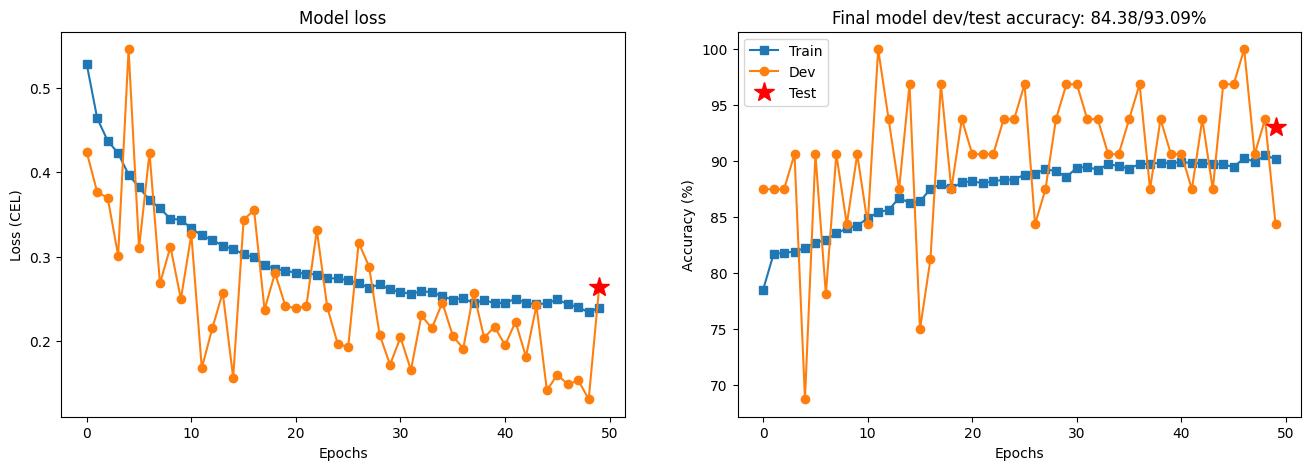 Model loss
0.5
0.4
0.3
0.2
Loss (CEL)
0 10 20 30 40 50
Epochs
Final model dev/test accuracy: 84.38/93.09%
Train
Dev
Test
100
95
90
85
80
75
70
Accuracy (%)
0 10 20 30 40 50
Epochs